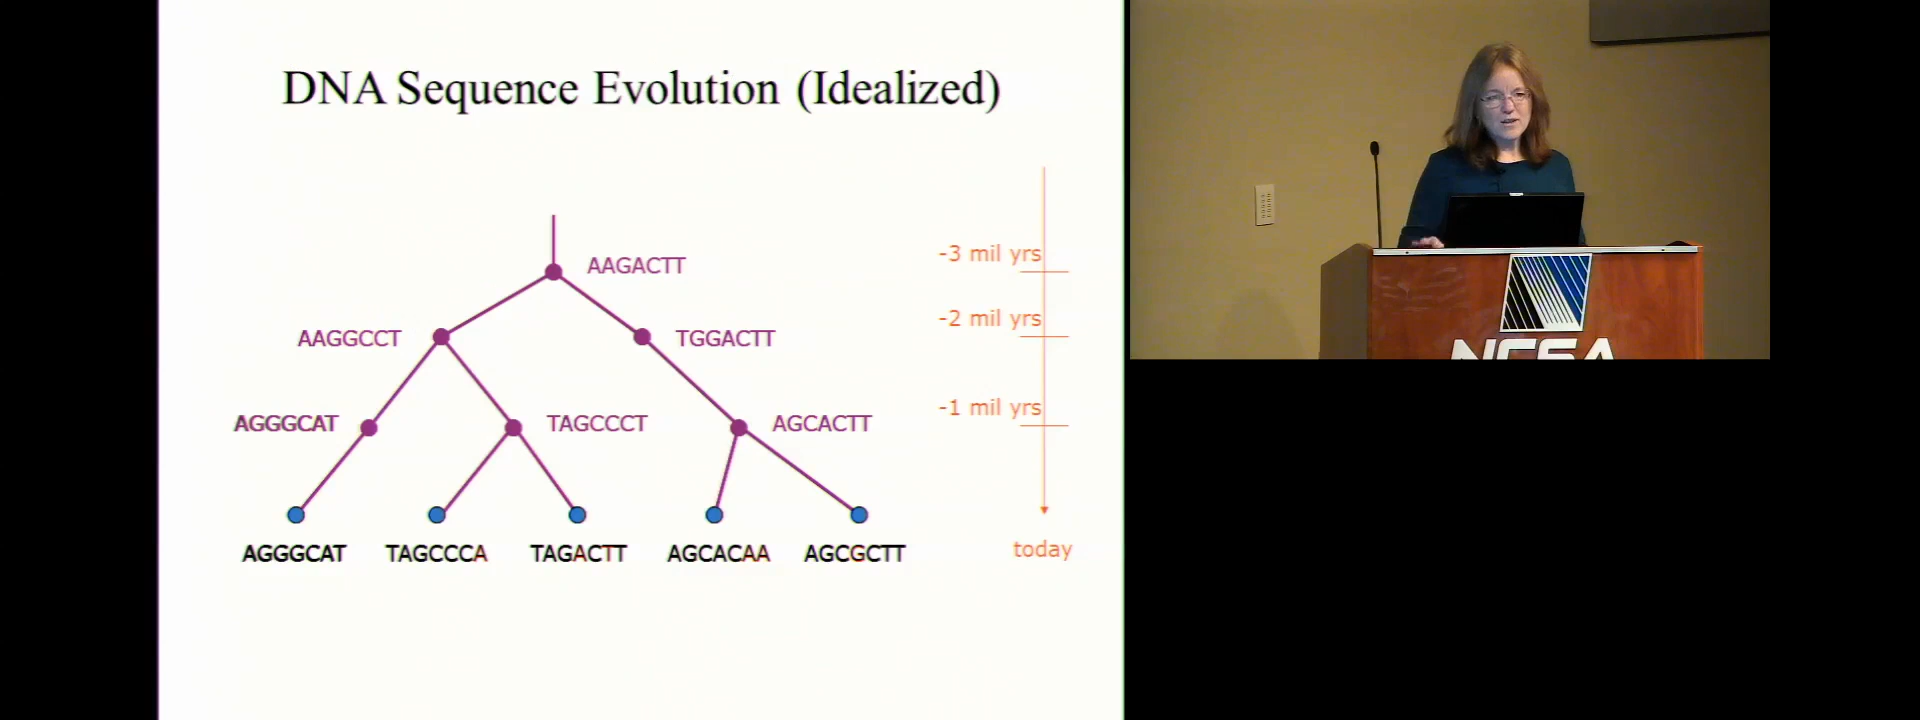 DNA Sequence Evolution (Idealized)
AAGACTT
-3 mil yrs
AAGGCCT
TGGACTT
-2 mil yrs
AGGGCAT
TAGCCCT
AGCACTT
-1 mil yrs
AGGGCAT TAGCCCA TAGACTT AGCACAA AGCGCTT
today
NCSA